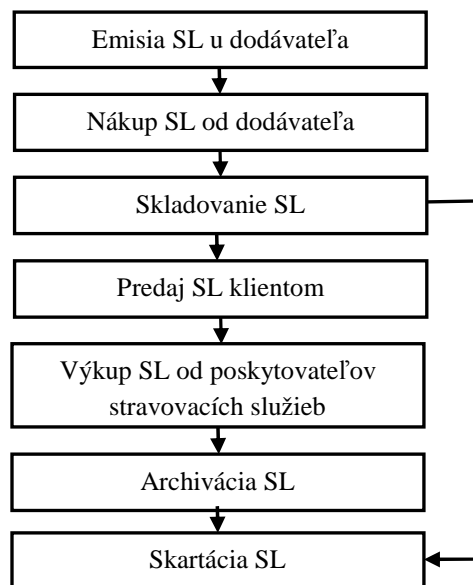 Emisia SL u dodávateľa
Nákup SL od dodávateľa
Skladovanie SL
Predaj SL klientom
Výkup SL od poskytovateľov
stravovacích služieb
Archivácia SL
Skartácia SL